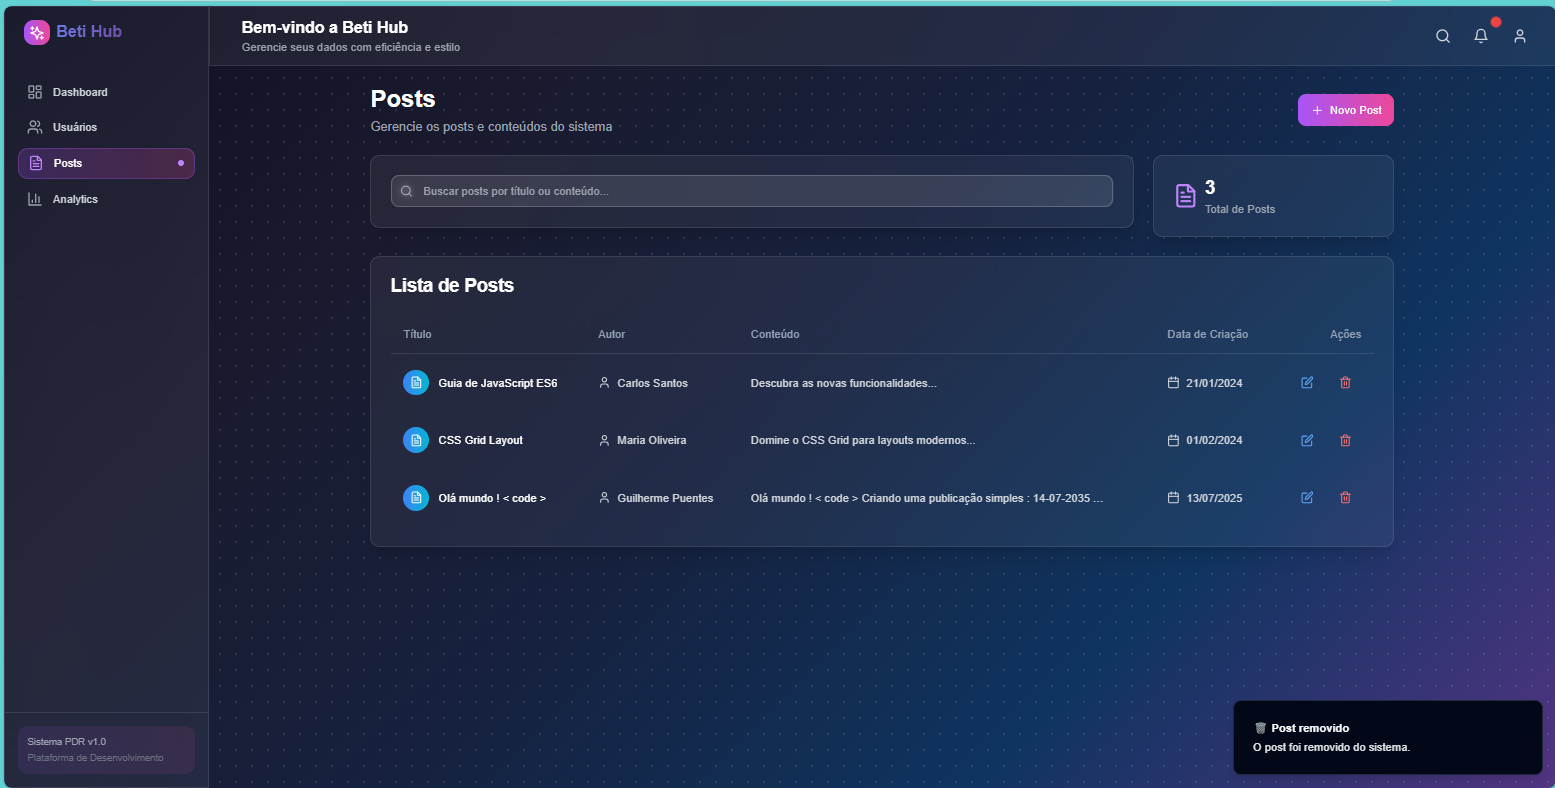 Beti Hub
Bem-vindo a Beti Hub
Gerencie seus dados com eficiência e estilo
Dashboard
Usuários
Posts
Analytics
Posts
Gerencie os posts e conteúdos do sistema
Novo Post
Buscar posts por título ou conteúdo...
3
Total de Posts
Lista de Posts
Título Autor Conteúdo Data de Criação Ações
Guia de JavaScript ES6 Carlos Santos Descubra as novas funcionalidades... 21/01/2024
CSS Grid Layout Maria Oliveira Domine o CSS Grid para layouts modernos... 01/02/2024
Olá mundo ! < code > Guilherme Puentes Olá mundo ! < code > Criando uma publicação simples : 14-07-2035 ... 13/07/2025
Sistema PDR v1.0
Plataforma de Desenvolvimento
Post removido
O post foi removido do sistema.